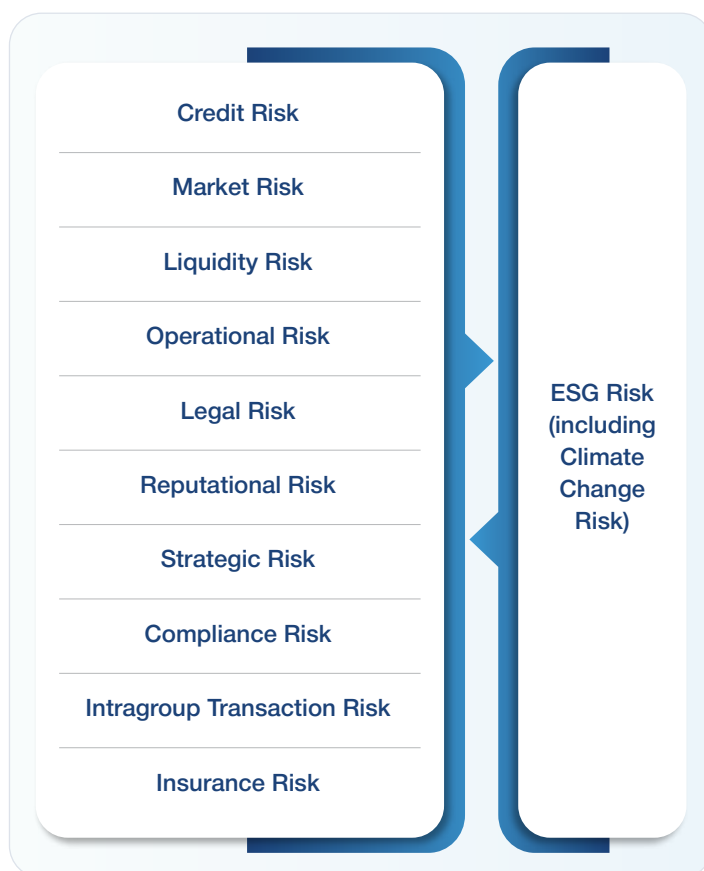 Credit Risk
Market Risk
Liquidity Risk
Operational Risk
Legal Risk
Reputational Risk
Strategic Risk
Compliance Risk
Intragroup Transaction Risk
Insurance Risk
ESG Risk
(including
Climate
Change
Risk)